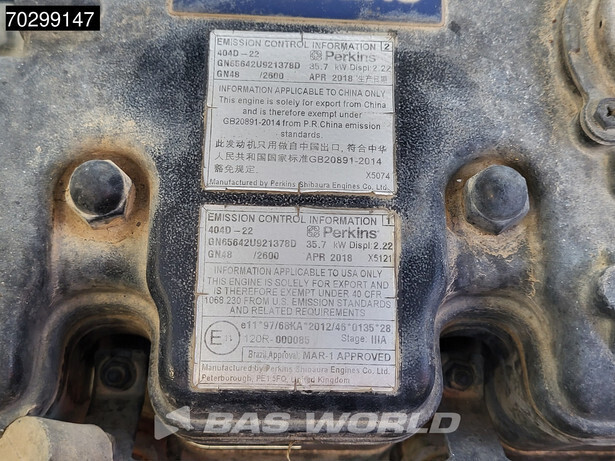 70299147
EMISSION CONTROL INFORMATION 2
404D-22 Perkins
GN65642U921378D 35.7 kW Displ:2.22
GN48 /2600 APR 2018 生产日期
INFORMATION APPLICABLE TO CHINA ONLY
This engine is solely for export from China
and is therefore exempt under
GB20891-2014 from P.R.China emission
standards.
此发动机只用做自中国出口，符合中华
人民共和国国家标准GB20891-2014
豁免规定.
X5074
Manufactured by Perkins Shibaura Engines Co. Ltd.
EMISSION CONTROL INFORMATION 1
404D-22 Perkins
GN65642U921378D 35.7 kW Displ:2.22
GN48 /2600 APR 2018 X5121
INFORMATION APPLICABLE TO USA ONLY
THIS ENGINE IS SOLELY FOR EXPORT AND
IS THEREFORE EXEMPT UNDER 40 CFR
1068.230 FROM U.S. EMISSION STANDARDS
AND RELATED REQUIREMENTS
e11*97/68KA*2012/46*0135*28
E11 120R-000085 Stage: IIIA
Brazil Approval: MAR-1 APPROVED
Manufactured by Perkins Shibaura Engines Co. Ltd.
Peterborough, PE1 5FQ, United Kingdom
BAS WORLD